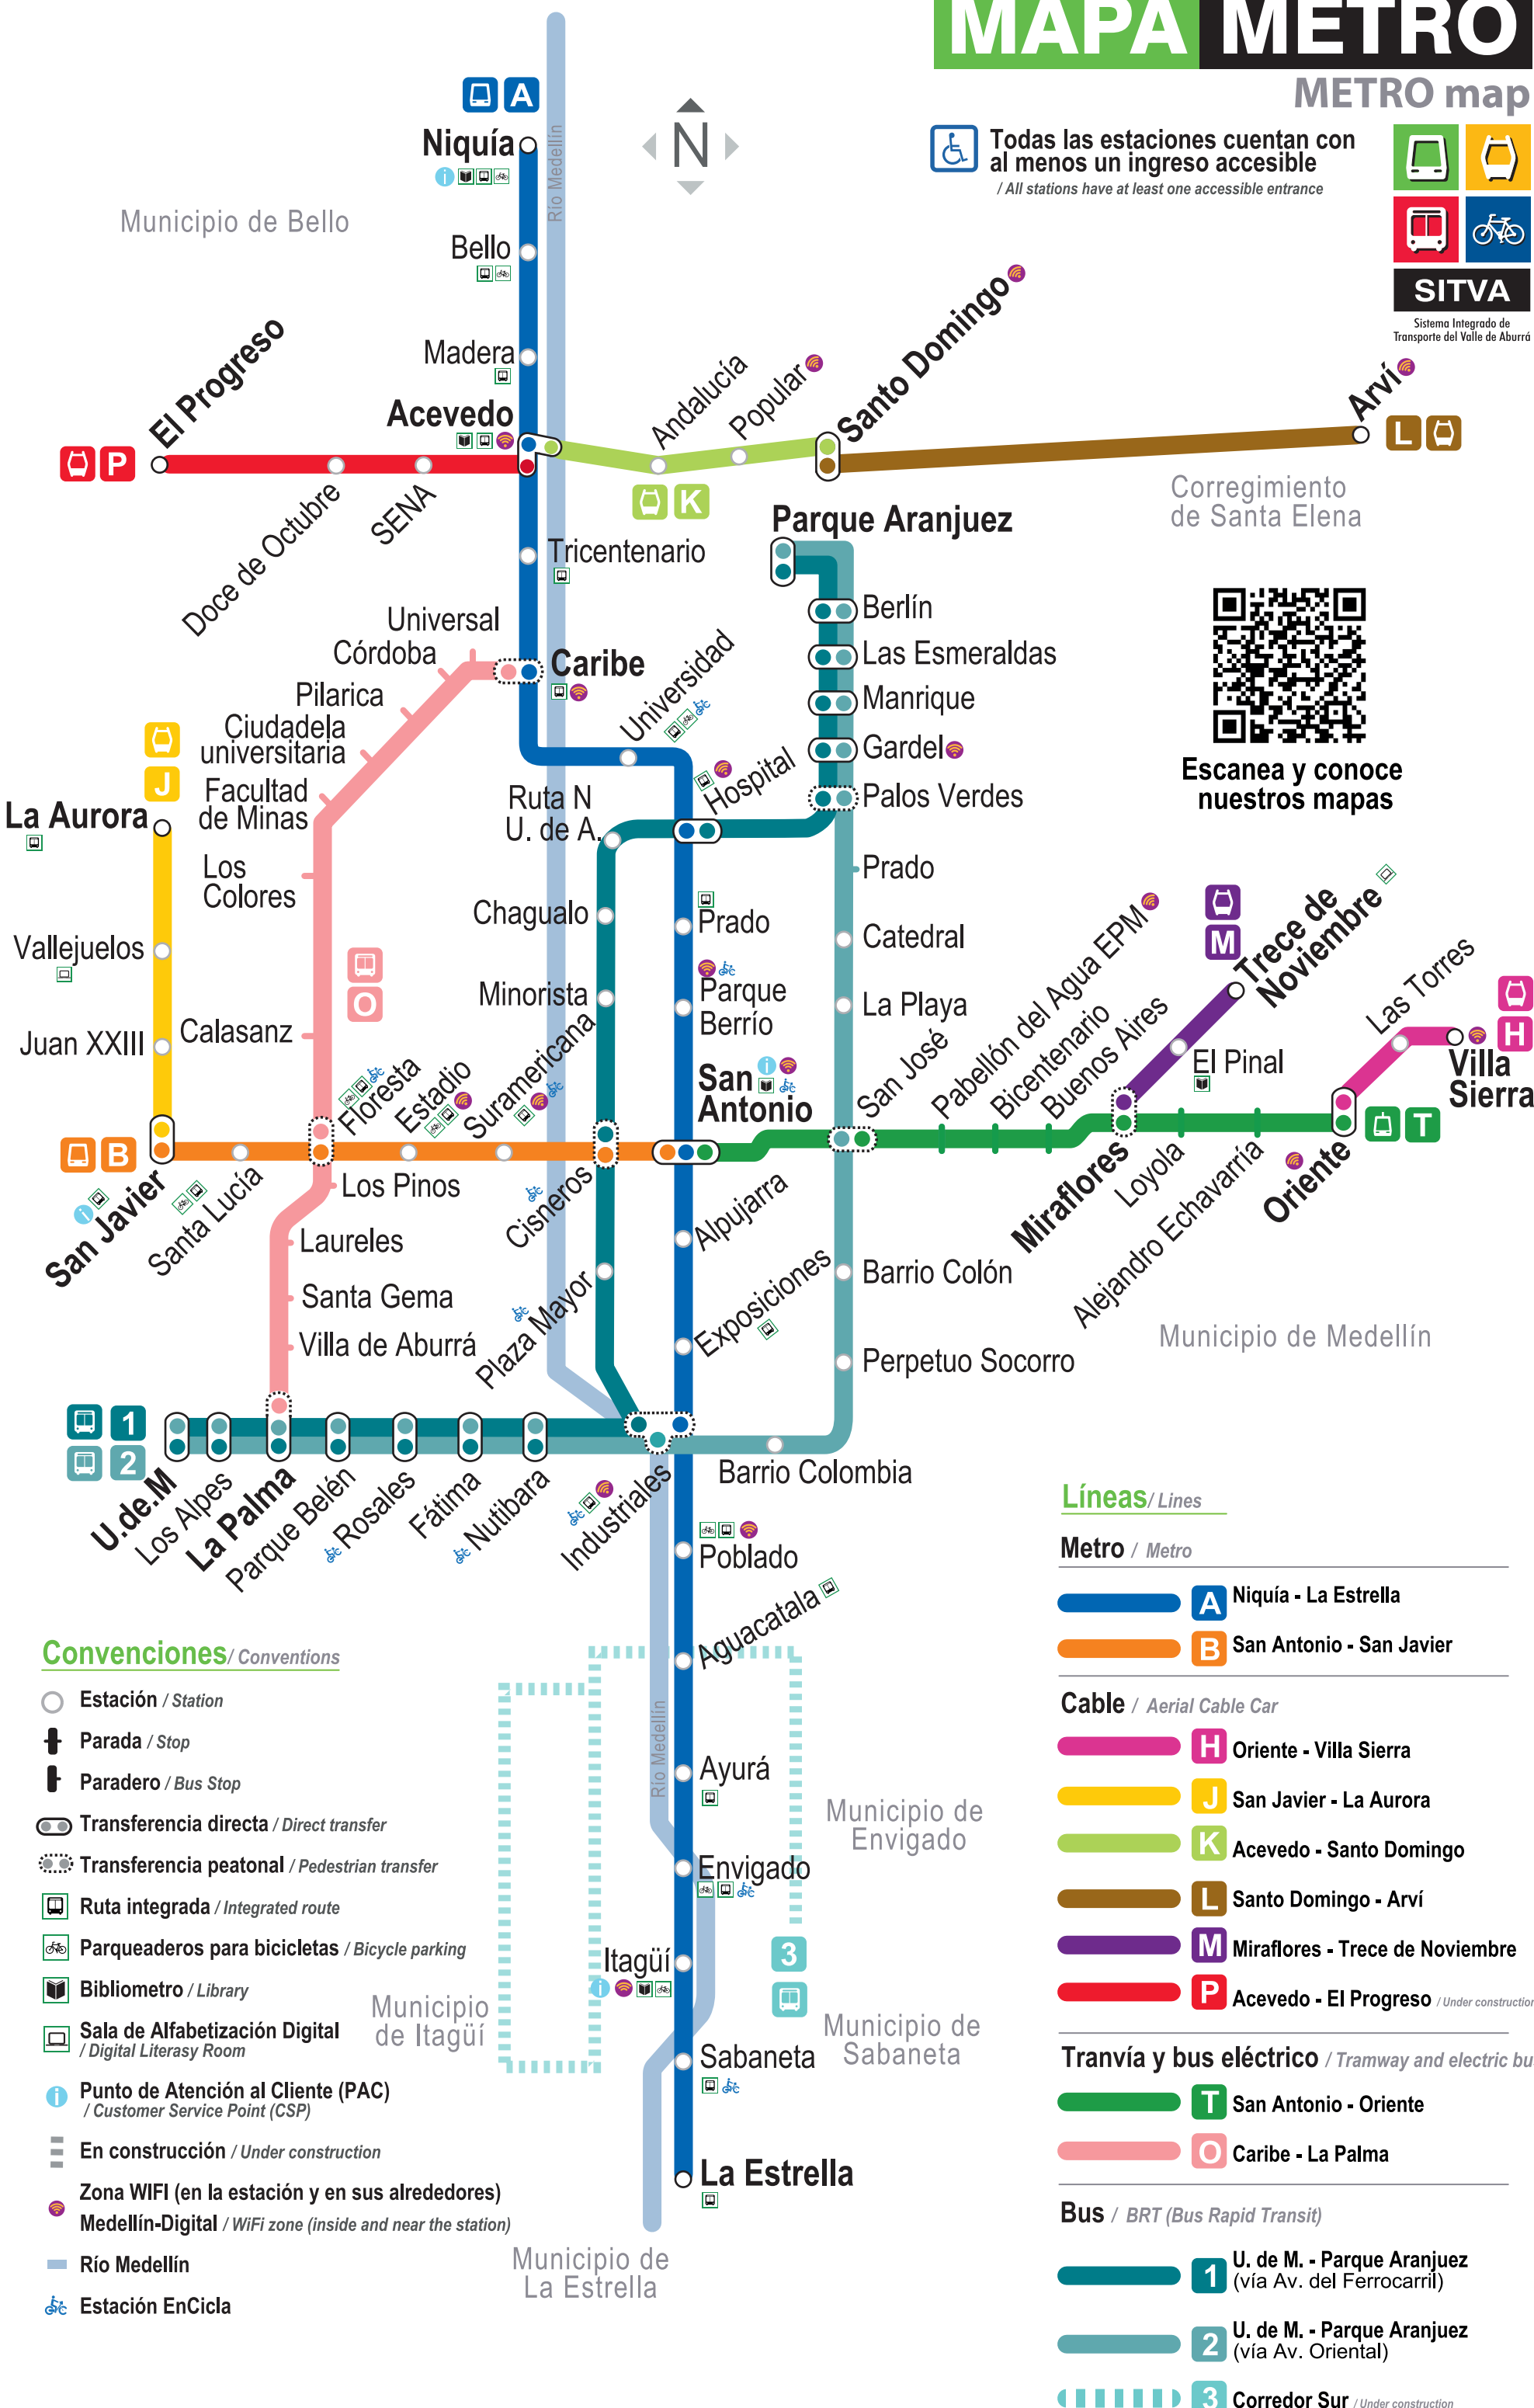 MAPA METRO
METRO map
Todas las estaciones cuentan con
al menos un ingreso accesible
/ All stations have at least one accessible entrance
SITVA
Sistema Integrado de
Transporte del Valle de Aburrá
N
A
Niquía
i
Río Medellín
Municipio de Bello
Bello
Madera
Acevedo
El Progreso
P
Doce de Octubre
SENA
Andalucía
Popular
Santo Domingo
K
Arví
L
Corregimiento
de Santa Elena
Tricentenario
Parque Aranjuez
Berlín
Las Esmeraldas
Manrique
Gardel
Palos Verdes
Prado
Catedral
La Playa
Escanea y conoce
nuestros mapas
Universal
Córdoba
Pilarica
Ciudadela
universitaria
Facultad
de Minas
Los
Colores
Calasanz
O
Caribe
Universidad
Hospital
Ruta N
U. de A.
Chagualo
Minorista
Prado
Parque
Berrío
San
Antonio
i
J
La Aurora
Vallejuelos
Juan XXIII
B
San Javier
i
Santa Lucía
Floresta
Estadio
Suramericana
Cisneros
San José
Pabellón del Agua EPM
Bicentenario
Buenos Aires
Miraflores
M
Trece de
Noviembre
El Pinal
Loyola
Alejandro Echavarría
Oriente
T
Las Torres
H
Villa
Sierra
Los Pinos
Laureles
Santa Gema
Villa de Aburrá
Plaza Mayor
Alpujarra
Exposiciones
Barrio Colón
Perpetuo Socorro
Municipio de Medellín
1
2
U.de.M
Los Alpes
La Palma
Parque Belén
Rosales
Fátima
Nutibara
Industriales
Barrio Colombia
Poblado
Aguacatala
Río Medellín
Ayurá
Municipio de
Envigado
Envigado
Itagüí
i
3
Municipio
de Itagüí
Municipio de
Sabaneta
Sabaneta
La Estrella
Municipio de
La Estrella
Convenciones / Conventions
Estación / Station
Parada / Stop
Paradero / Bus Stop
Transferencia directa / Direct transfer
Transferencia peatonal / Pedestrian transfer
Ruta integrada / Integrated route
Parqueaderos para bicicletas / Bicycle parking
Bibliometro / Library
Sala de Alfabetización Digital
/ Digital Literasy Room
i Punto de Atención al Cliente (PAC)
/ Customer Service Point (CSP)
En construcción / Under construction
Zona WIFI (en la estación y en sus alrededores)
Medellín-Digital / WiFi zone (inside and near the station)
Río Medellín
Estación EnCicla
Líneas / Lines
Metro / Metro
A Niquía - La Estrella
B San Antonio - San Javier
Cable / Aerial Cable Car
H Oriente - Villa Sierra
J San Javier - La Aurora
K Acevedo - Santo Domingo
L Santo Domingo - Arví
M Miraflores - Trece de Noviembre
P Acevedo - El Progreso / Under construction
Tranvía y bus eléctrico / Tramway and electric bu
T San Antonio - Oriente
O Caribe - La Palma
Bus / BRT (Bus Rapid Transit)
1 U. de M. - Parque Aranjuez
(vía Av. del Ferrocarril)
2 U. de M. - Parque Aranjuez
(vía Av. Oriental)
3 Corredor Sur / Under construction